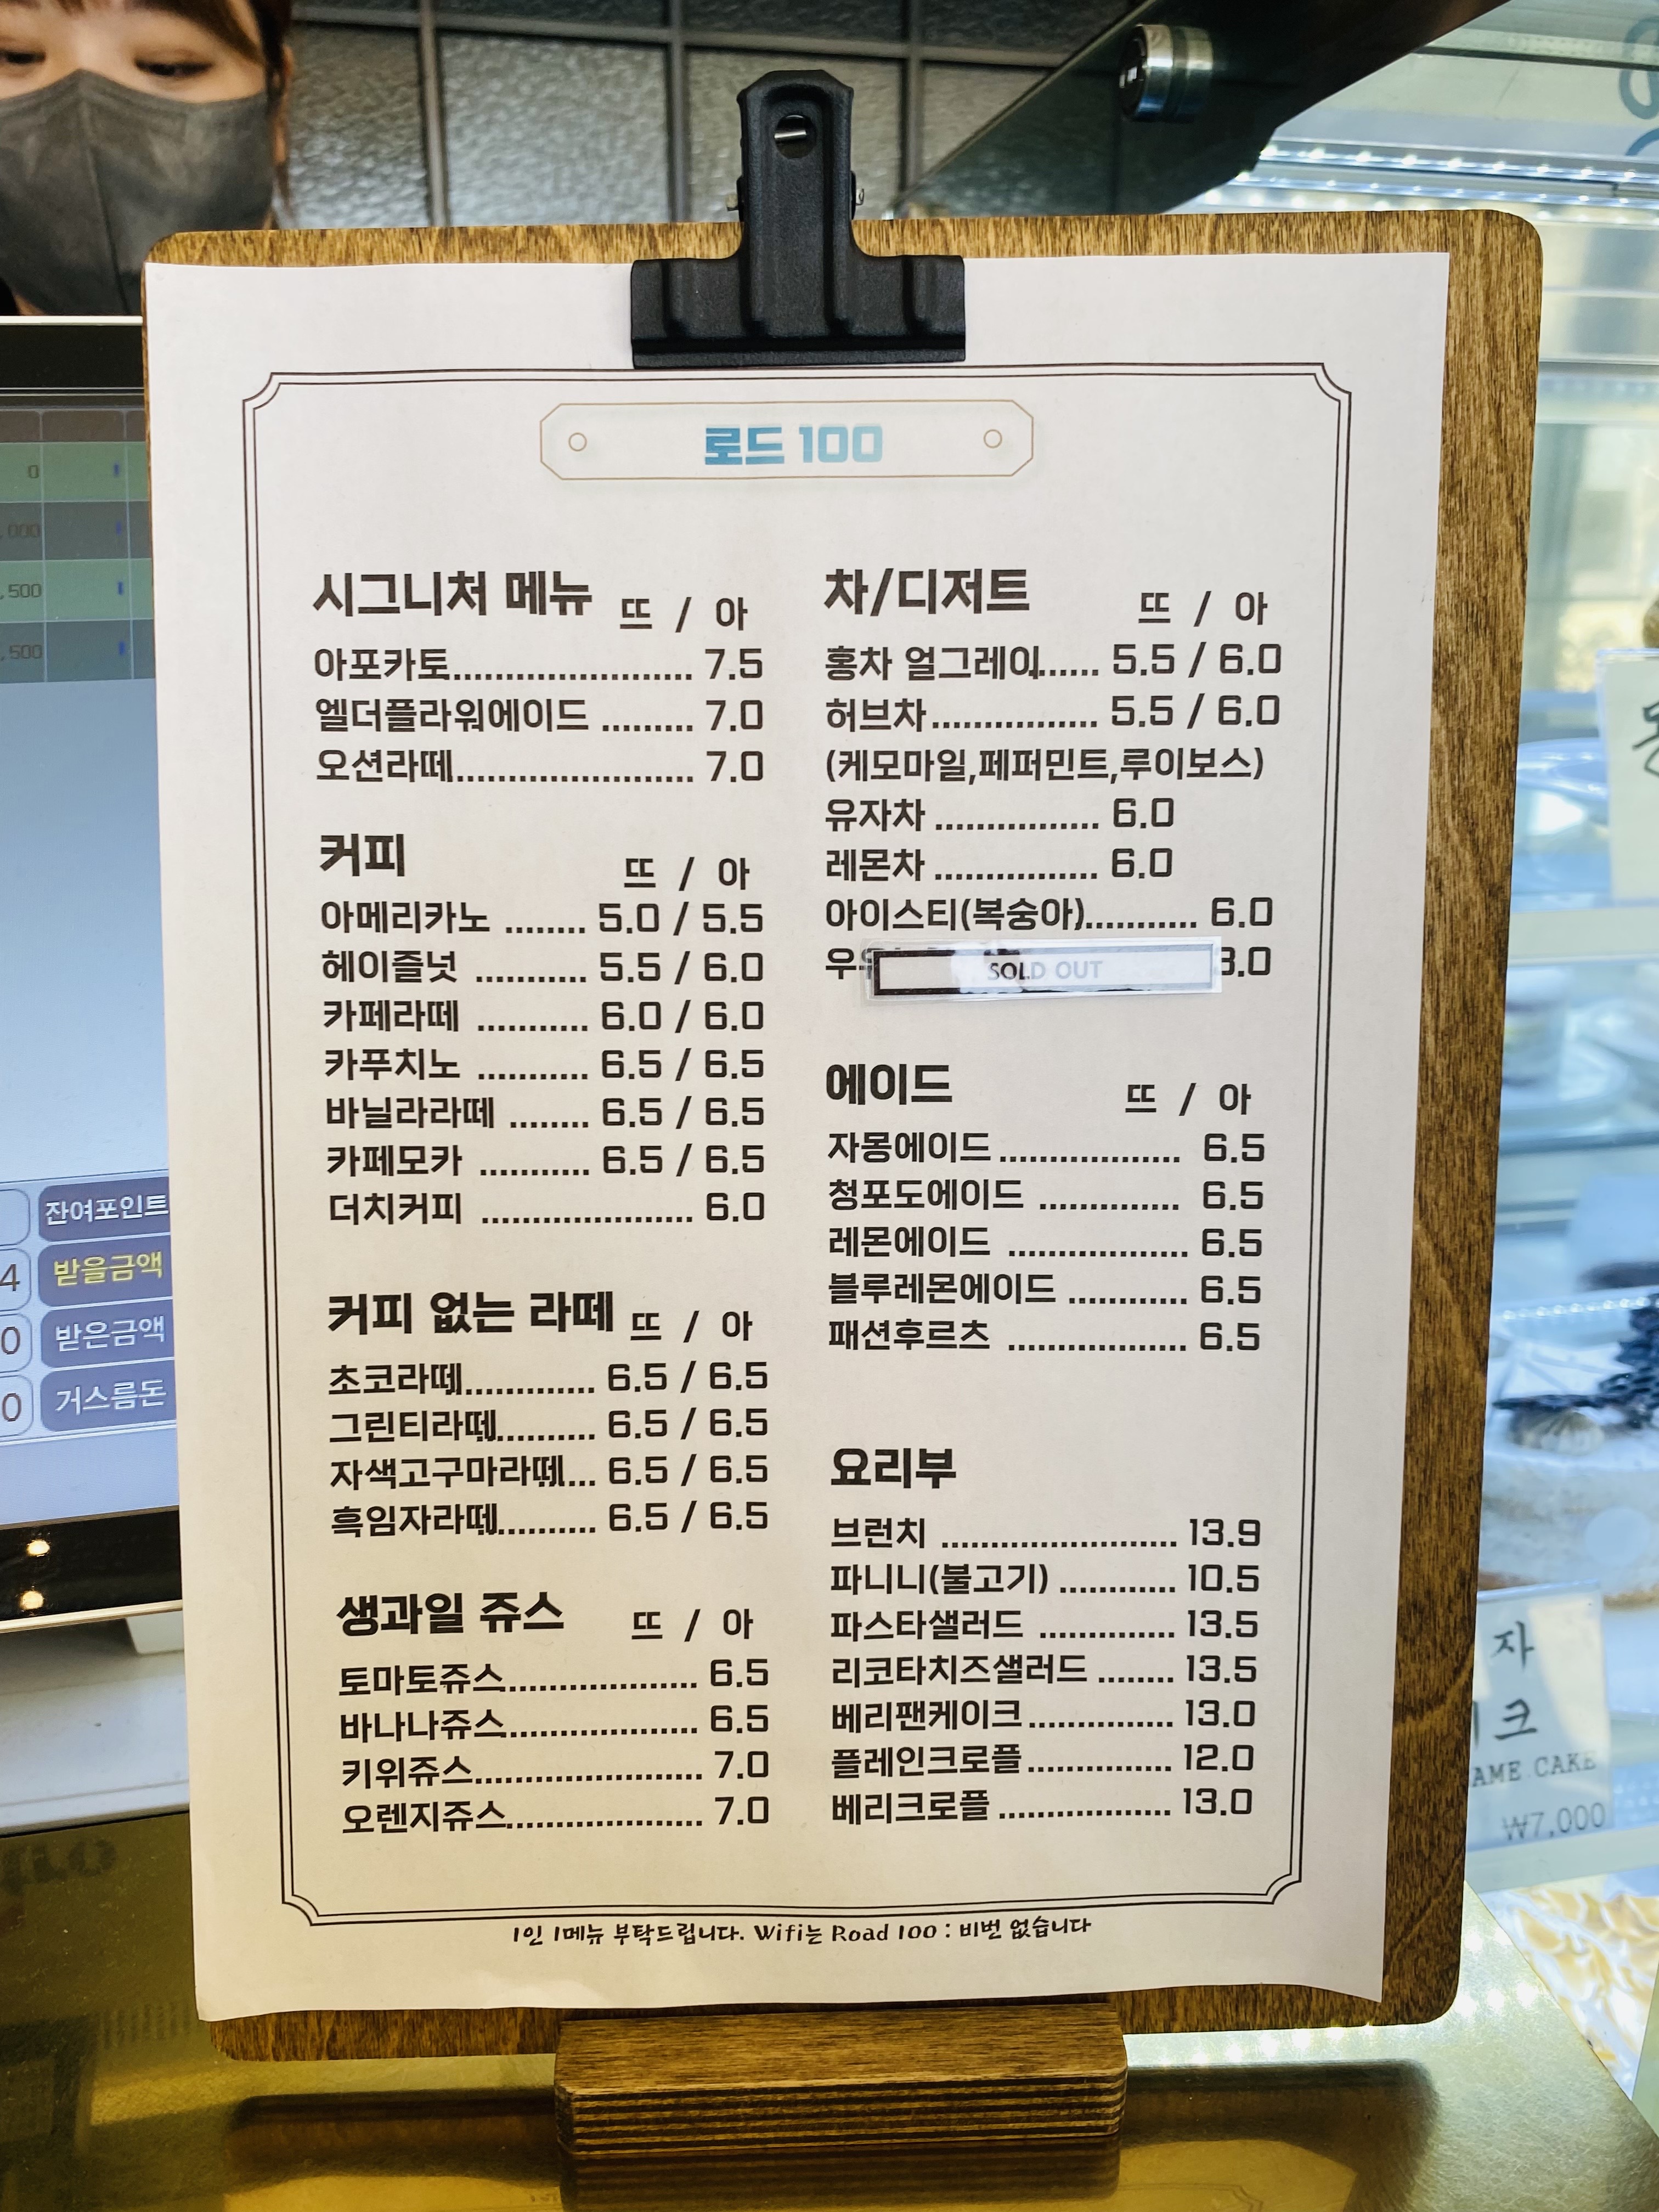 로드 100
시그니처 메뉴 뜨 / 아
아포카토....................... 7.5
엘더플라워에이드 ......... 7.0
오션라떼....................... 7.0
커피 뜨 / 아
아메리카노 ........ 5.0 / 5.5
헤이즐넛 ........... 5.5 / 6.0
카페라떼 ........... 6.0 / 6.0
카푸치노 ........... 6.5 / 6.5
바닐라라떼 ........ 6.5 / 6.5
카페모카 ........... 6.5 / 6.5
더치커피 .................... 6.0
커피 없는 라떼 뜨 / 아
초코라떼............. 6.5 / 6.5
그린티라떼.......... 6.5 / 6.5
자색고구마라떼... 6.5 / 6.5
흑임자라떼.......... 6.5 / 6.5
생과일 쥬스 뜨 / 아
토마토쥬스.................. 6.5
바나나쥬스.................. 6.5
키위쥬스...................... 7.0
오렌지쥬스................... 7.0
차/디저트 뜨 / 아
홍차 얼그레이...... 5.5 / 6.0
허브차................ 5.5 / 6.0
(케모마일,페퍼민트,루이보스)
유자차 ................ 6.0
레몬차 ................ 6.0
아이스티(복숭아)........... 6.0
SOLD OUT
에이드 뜨 / 아
자몽에이드.................. 6.5
청포도에이드 .............. 6.5
레몬에이드 .................. 6.5
블루레몬에이드 ............ 6.5
패션후르츠 .................. 6.5
요리부
브런치 ....................... 13.9
파니니(불고기) ............ 10.5
파스타샐러드 .............. 13.5
리코타치즈샐러드 ........ 13.5
베리팬케이크............... 13.0
플레인크로플............... 12.0
베리크로플 ................. 13.0
1인 1메뉴 부탁드립니다. Wifi는 Road 100 : 비번 없습니다
0
,000
,500
,500
잔여포인트
4 받을금액
0 받은금액
0 거스름돈
자
크
AME CAKE
₩7,000